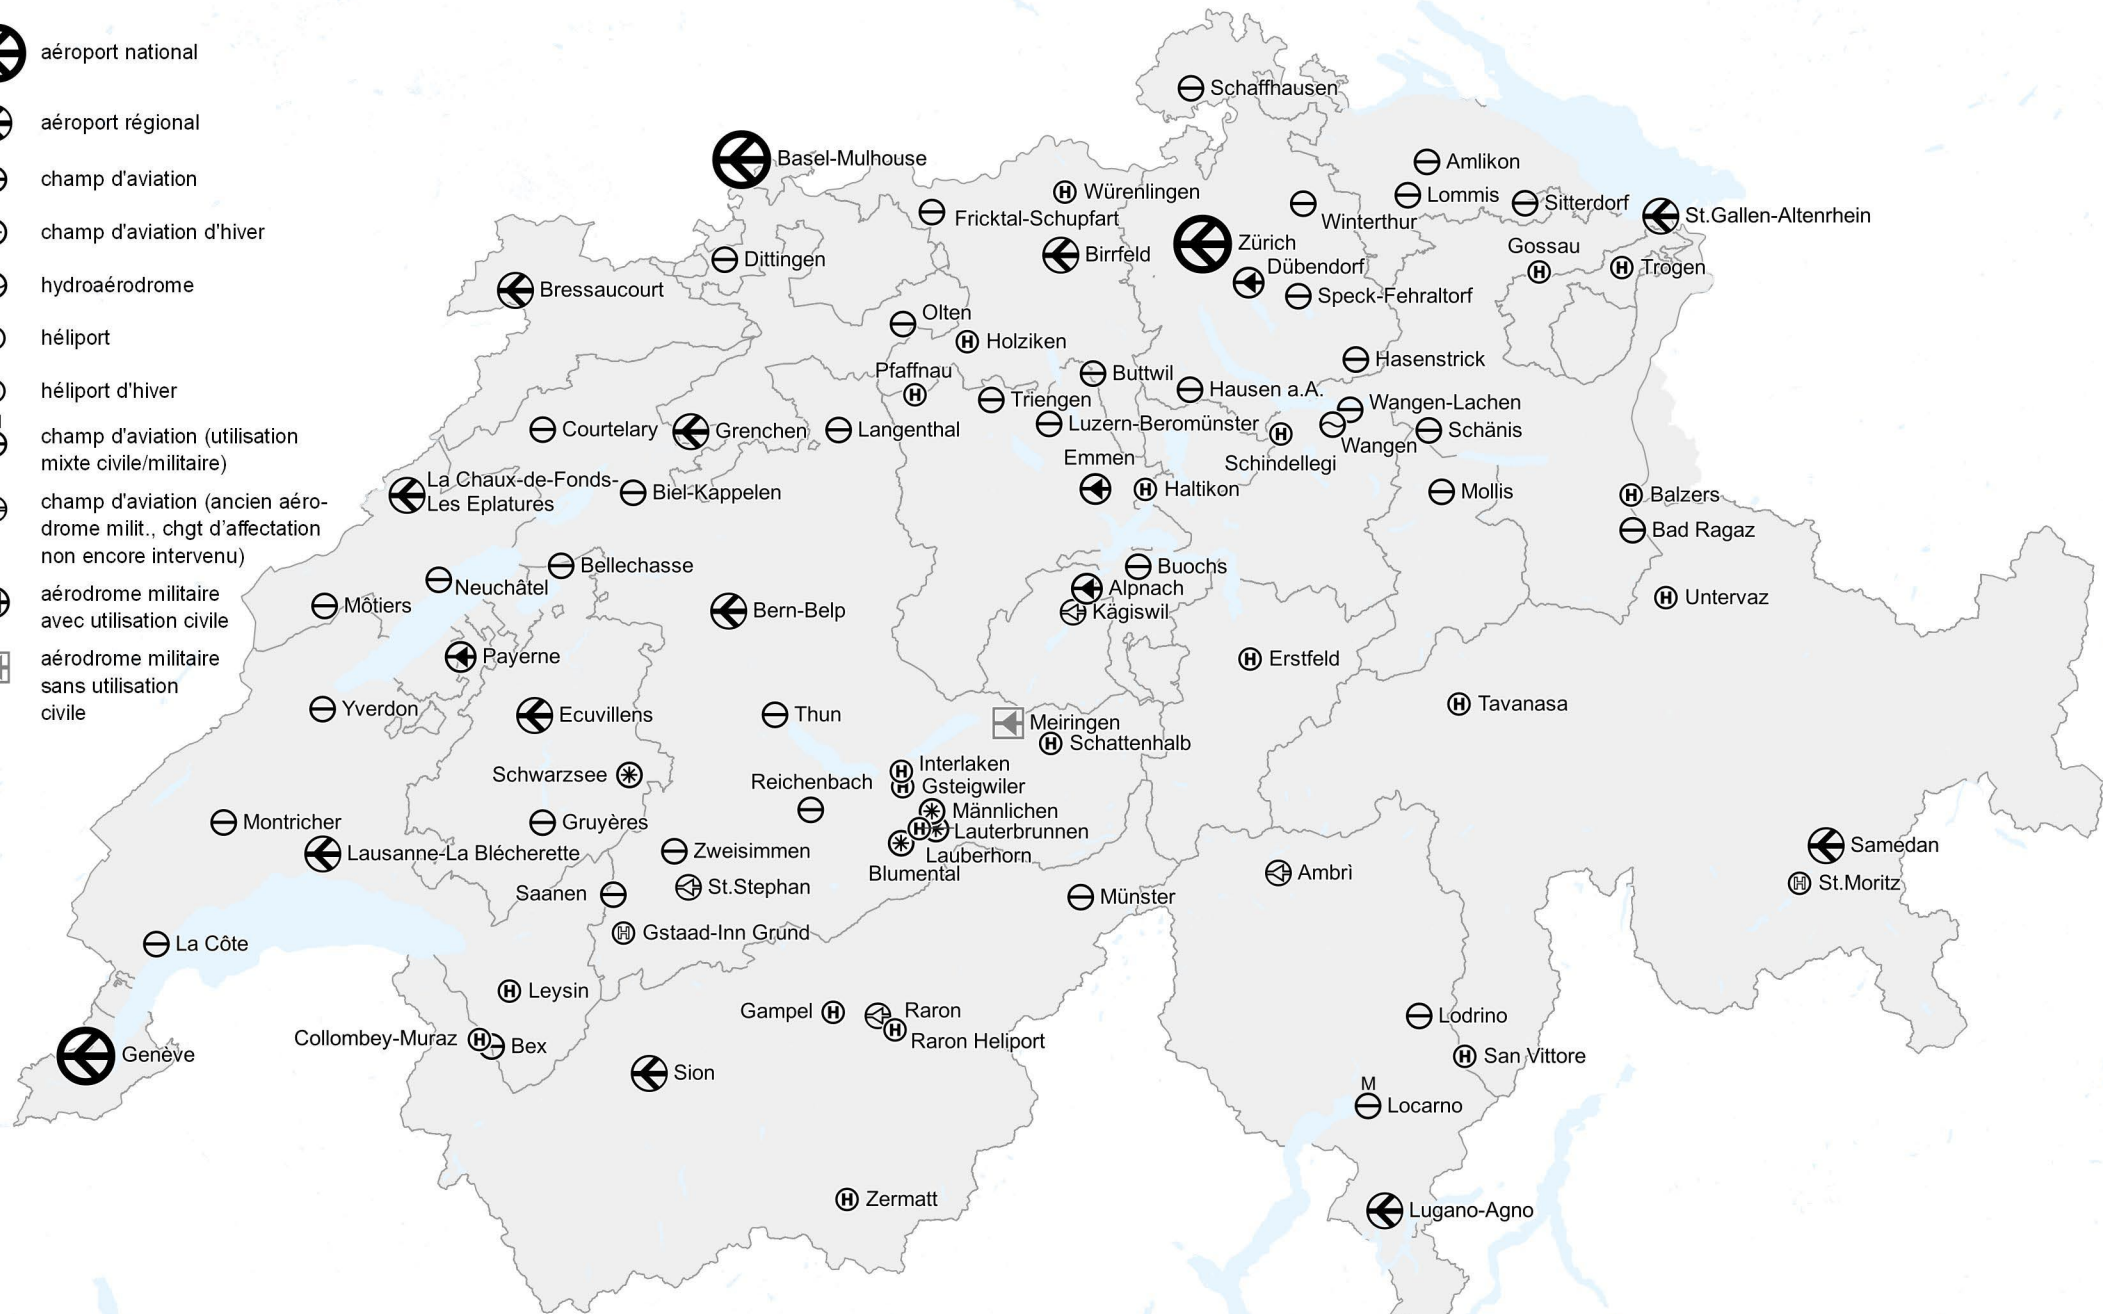 aéroport national
aéroport régional
champ d'aviation
champ d'aviation d'hiver
hydroaérodrome
héliport
héliport d'hiver
champ d'aviation (utilisation
mixte civile/militaire)
champ d'aviation (ancien aéro-
drome milit., chgt d'affectation
non encore intervenu)
aérodrome militaire
avec utilisation civile
aérodrome militaire
sans utilisation
civile
Schaffhausen
Basel-Mulhouse
Amlikon
Würenlingen
Lommis
Sitterdorf
Fricktal-Schupfart
Winterthur
St.Gallen-Altenrhein
Zürich
Gossau
Birrfeld
Dittingen
Dübendorf
Trogen
Bressaucourt
Speck-Fehraltorf
Olten
Holziken
Hasenstrick
Pfaffnau
Buttwil
Hausen a.A.
Triengen
Wangen-Lachen
Luzern-Beromünster
Courtelary
Grenchen
Langenthal
Schänis
Wangen
Emmen
Schindellegi
La Chaux-de-Fonds-
Les Eplatures
Biel-Kappelen
Haltikon
Mollis
Balzers
Bad Ragaz
Bellechasse
Buochs
Neuchâtel
Alpnach
Môtiers
Bern-Belp
Kägiswil
Untervaz
Payerne
Erstfeld
Yverdon
Ecuvillens
Thun
Tavanasa
Meiringen
Schattenhalb
Interlaken
Schwarzsee
Reichenbach
Gsteigwiler
Männlichen
Montricher
Gruyères
Lauterbrunnen
Lausanne-La Blécherette
Zweisimmen
Lauberhorn
Samedan
Blumental
Ambrì
St.Moritz
Saanen
St.Stephan
Münster
Gstaad-Inn Grund
La Côte
Leysin
Gampel
Raron
Lodrino
Collombey-Muraz
Bex
Raron Heliport
Genève
San Vittore
Sion
M
Locarno
Zermatt
Lugano-Agno